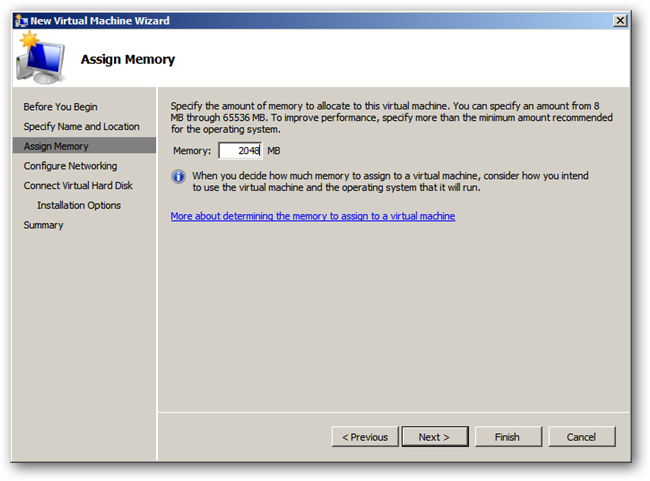 New Virtual Machine Wizard
Assign Memory
Before You Begin
Specify Name and Location
Assign Memory
Configure Networking
Connect Virtual Hard Disk
Installation Options
Summary
Specify the amount of memory to allocate to this virtual machine. You can specify an amount from 8
MB through 65536 MB. To improve performance, specify more than the minimum amount recommended
for the operating system.
Memory: 2048 MB
When you decide how much memory to assign to a virtual machine, consider how you intend
to use the virtual machine and the operating system that it will run.
More about determining the memory to assign to a virtual machine
< Previous Next > Finish Cancel